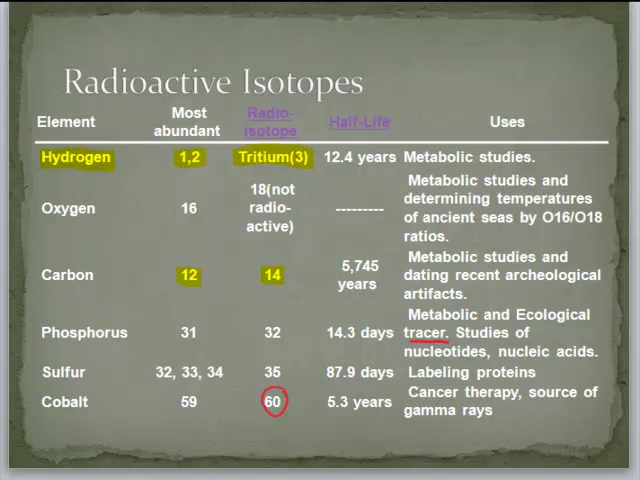 Radioactive Isotopes
Element Most abundant Radio-isotope Half-Life Uses
Hydrogen 1,2 Tritium(3) 12.4 years Metabolic studies.
Oxygen 16 18(not radio-active) --------- Metabolic studies and determining temperatures of ancient seas by O16/O18 ratios.
Carbon 12 14 5,745 years Metabolic studies and dating recent archeological artifacts.
Phosphorus 31 32 14.3 days Metabolic and Ecological tracer. Studies of nucleotides, nucleic acids.
Sulfur 32, 33, 34 35 87.9 days Labeling proteins
Cobalt 59 60 5.3 years Cancer therapy, source of gamma rays